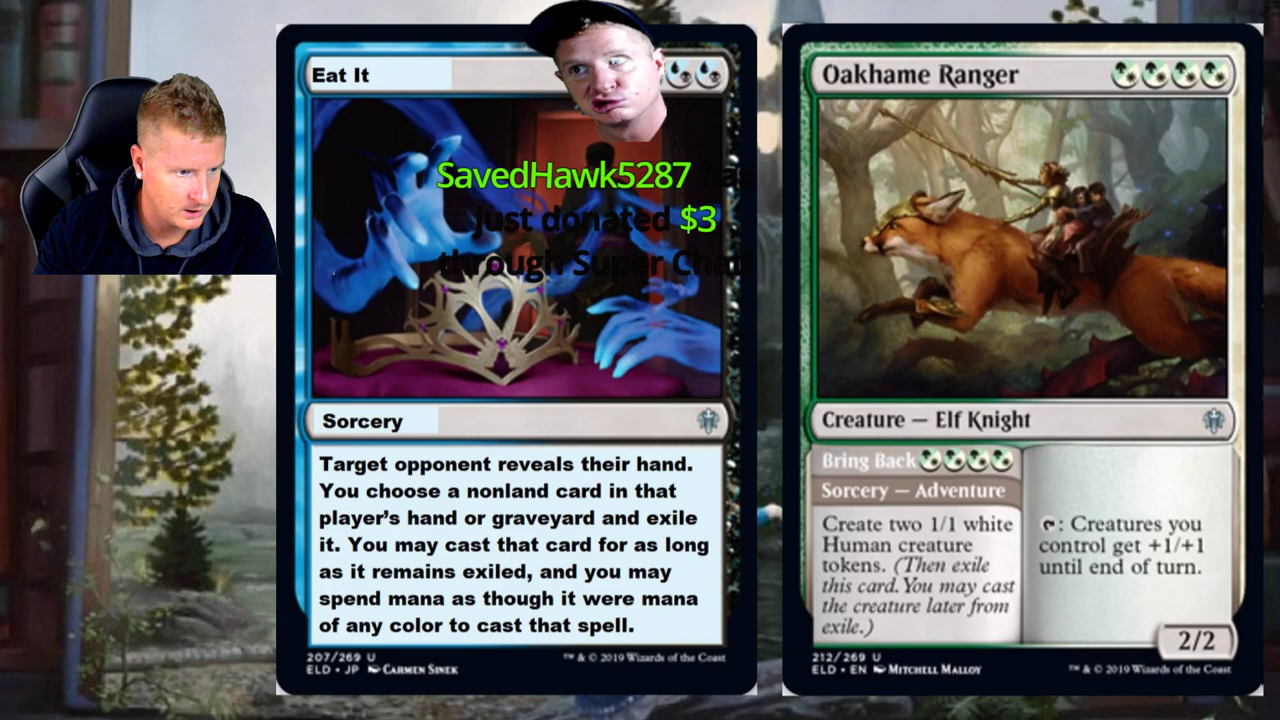 Eat It
SavedHawk5287 has
just donated $3
through Super Chat!
Sorcery
Target opponent reveals their hand.
You choose a nonland card in that
player's hand or graveyard and exile
it. You may cast that card for as long
as it remains exiled, and you may
spend mana as though it were mana
of any color to cast that spell.
207/269 U
ELD • JP Carmen Sinek
™ & © 2019 Wizards of the Coast
Oakhame Ranger
Creature — Elf Knight
Bring Back
Sorcery — Adventure
Create two 1/1 white
Human creature
tokens. (Then exile
this card. You may cast
the creature later from
exile.)
: Creatures you
control get +1/+1
until end of turn.
2/2
212/269 U
ELD • EN Mitchell Malloy
™ & © 2019 Wizards of the Coast